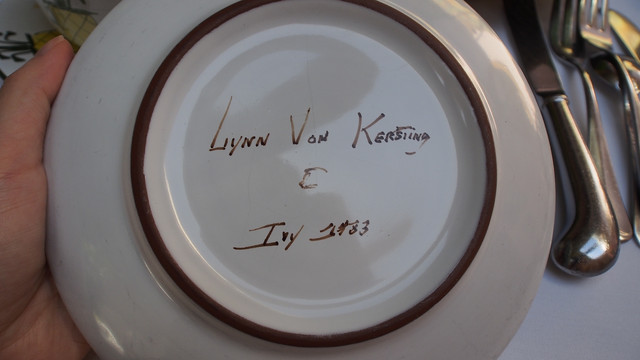 Lynn Von Kersting
C
Ivy 1983